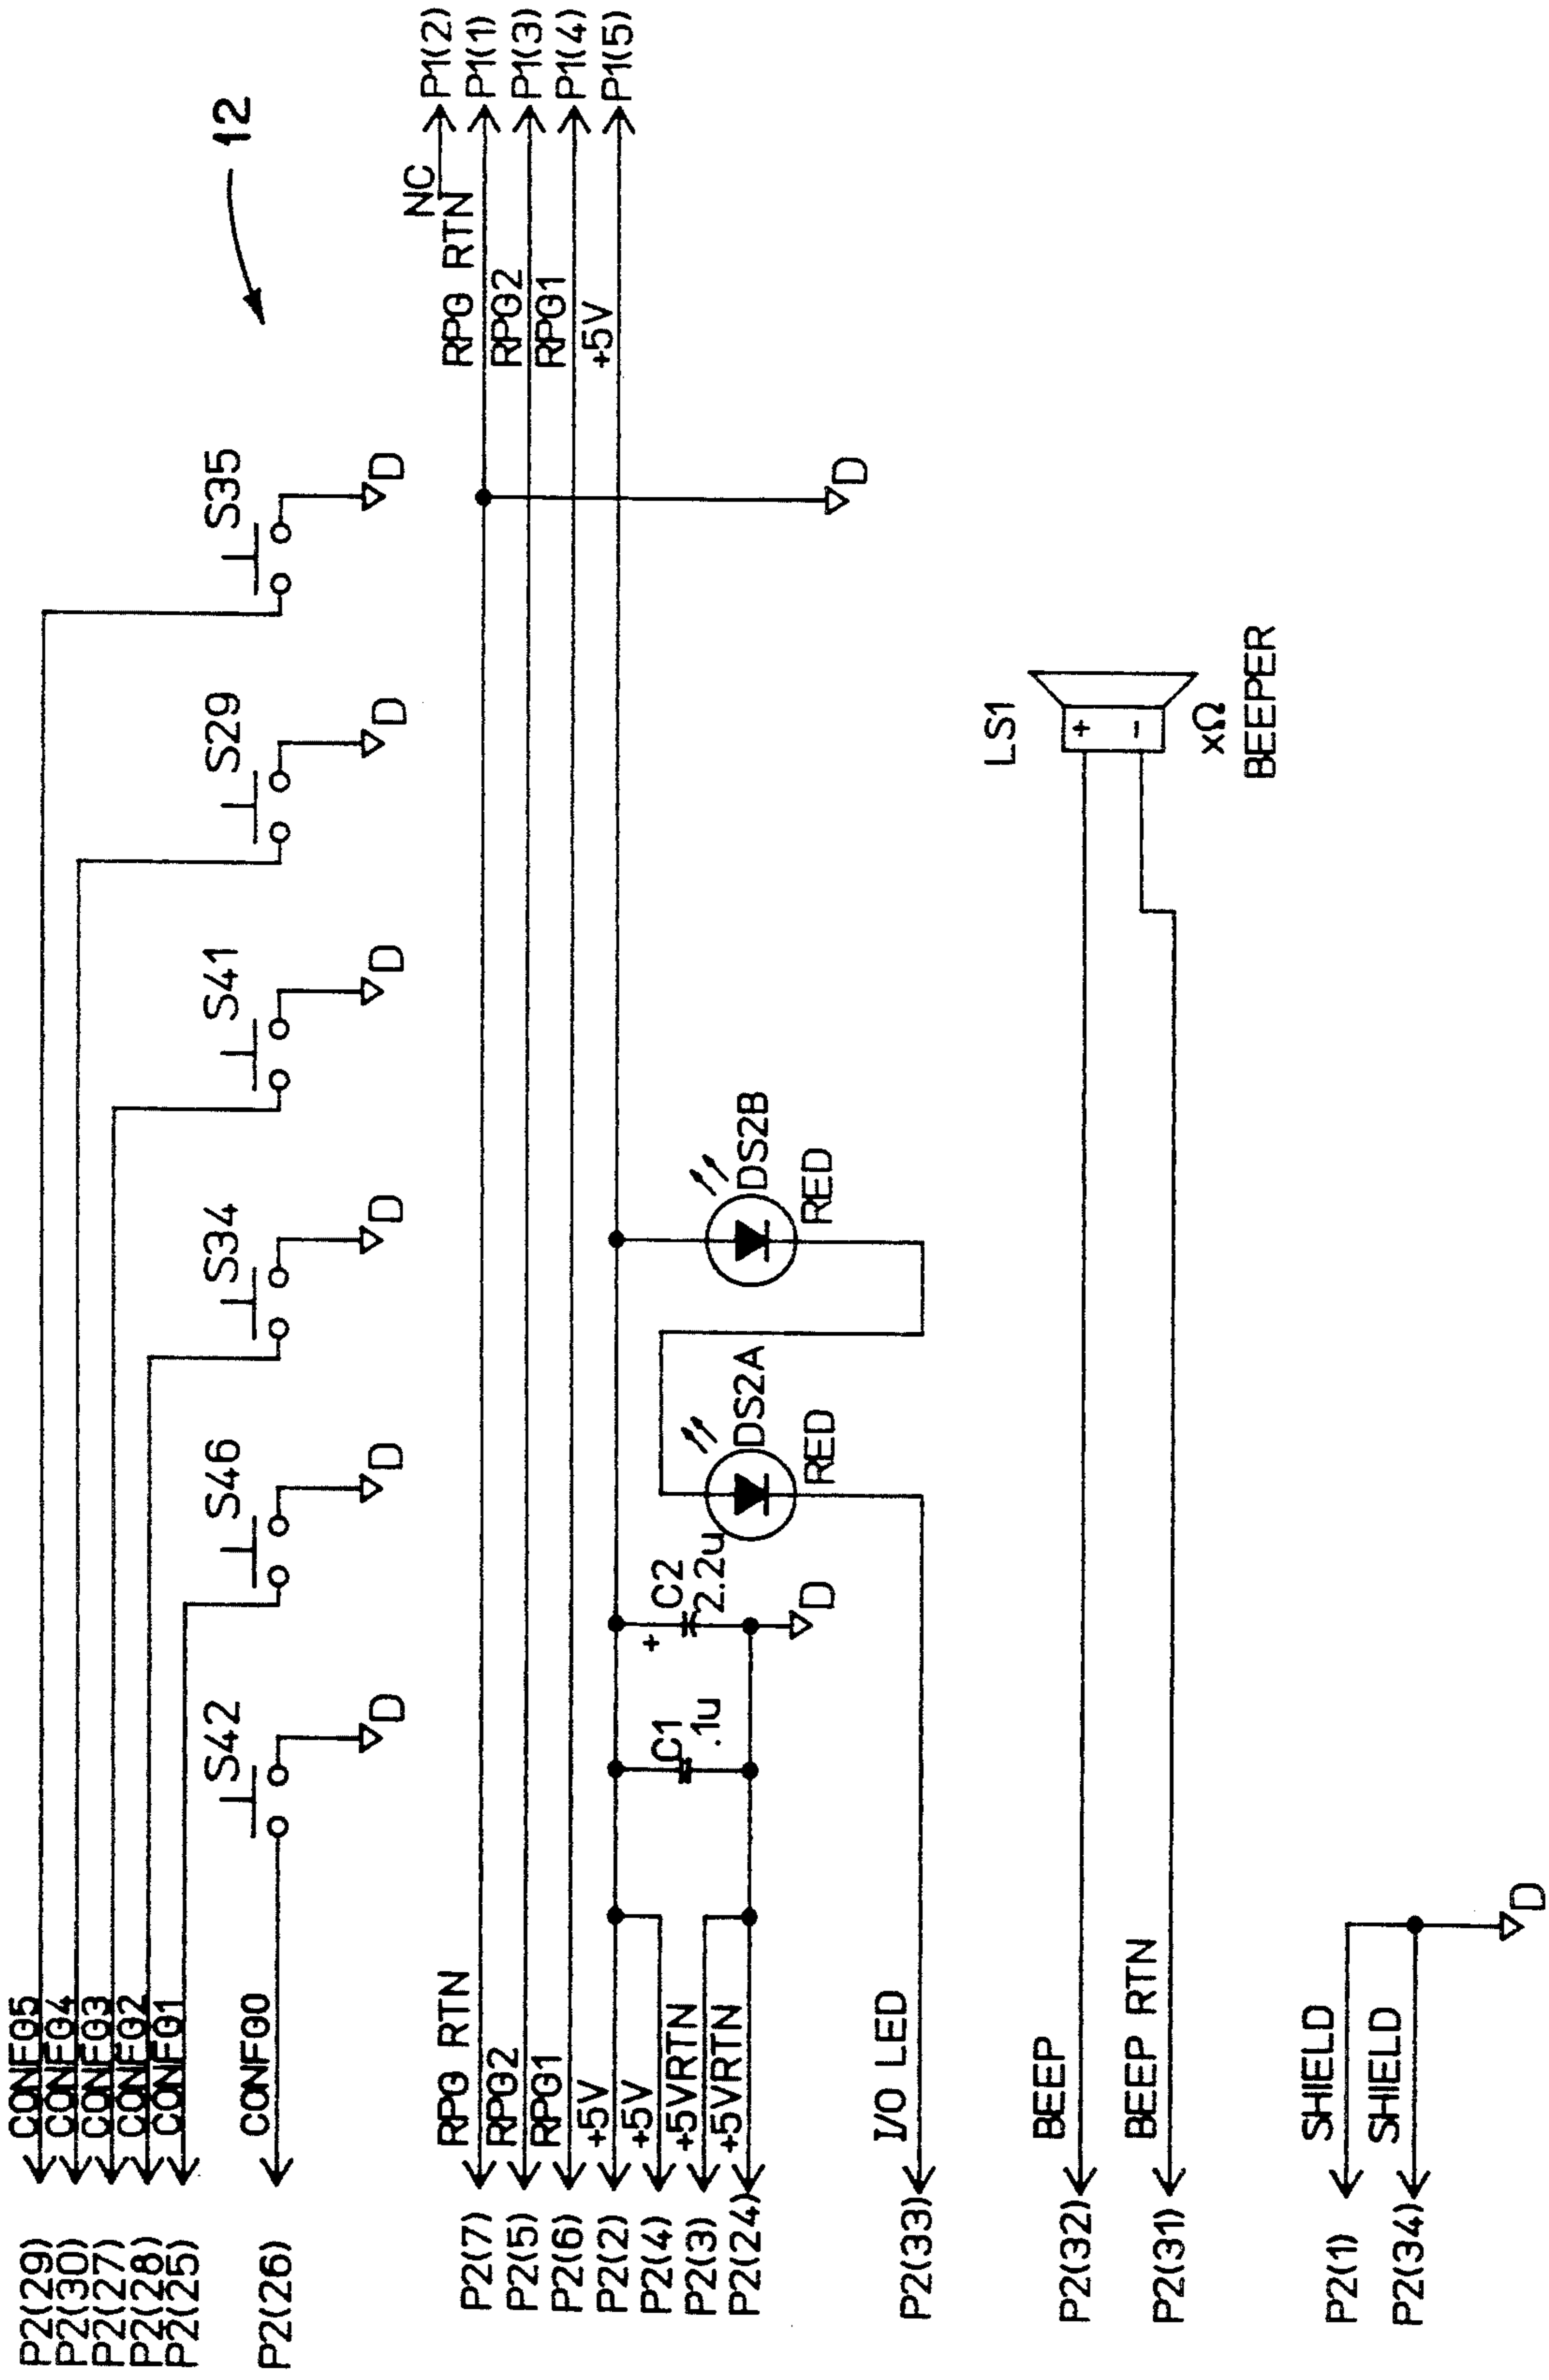 12
P2(29) CONFG5
P2(30) CONFG4
P2(27) CONFG3
P2(28) CONFG2
P2(25) CONFG1
P2(26) CONFG0
S42
S46
S34
S41
S29
S35
D D D D D D
NC P1(2)
P2(7) RPG RTN
RPG RTN P1(1)
P2(5) RPG2
RPG2 P1(3)
P2(6) RPG1
RPG1 P1(4)
P2(2) +5V
+5V P1(5)
P2(4) +5V
P2(3) +5VRTN
P2(24) +5VRTN
C1
.1u
+ C2
2.2u
D
DS2A
RED
DS2B
RED
D
P2(33) I/O LED
LS1
P2(32) BEEP
+
P2(31) BEEP RTN
-
xΩ
BEEPER
P2(1) SHIELD
P2(34) SHIELD
D